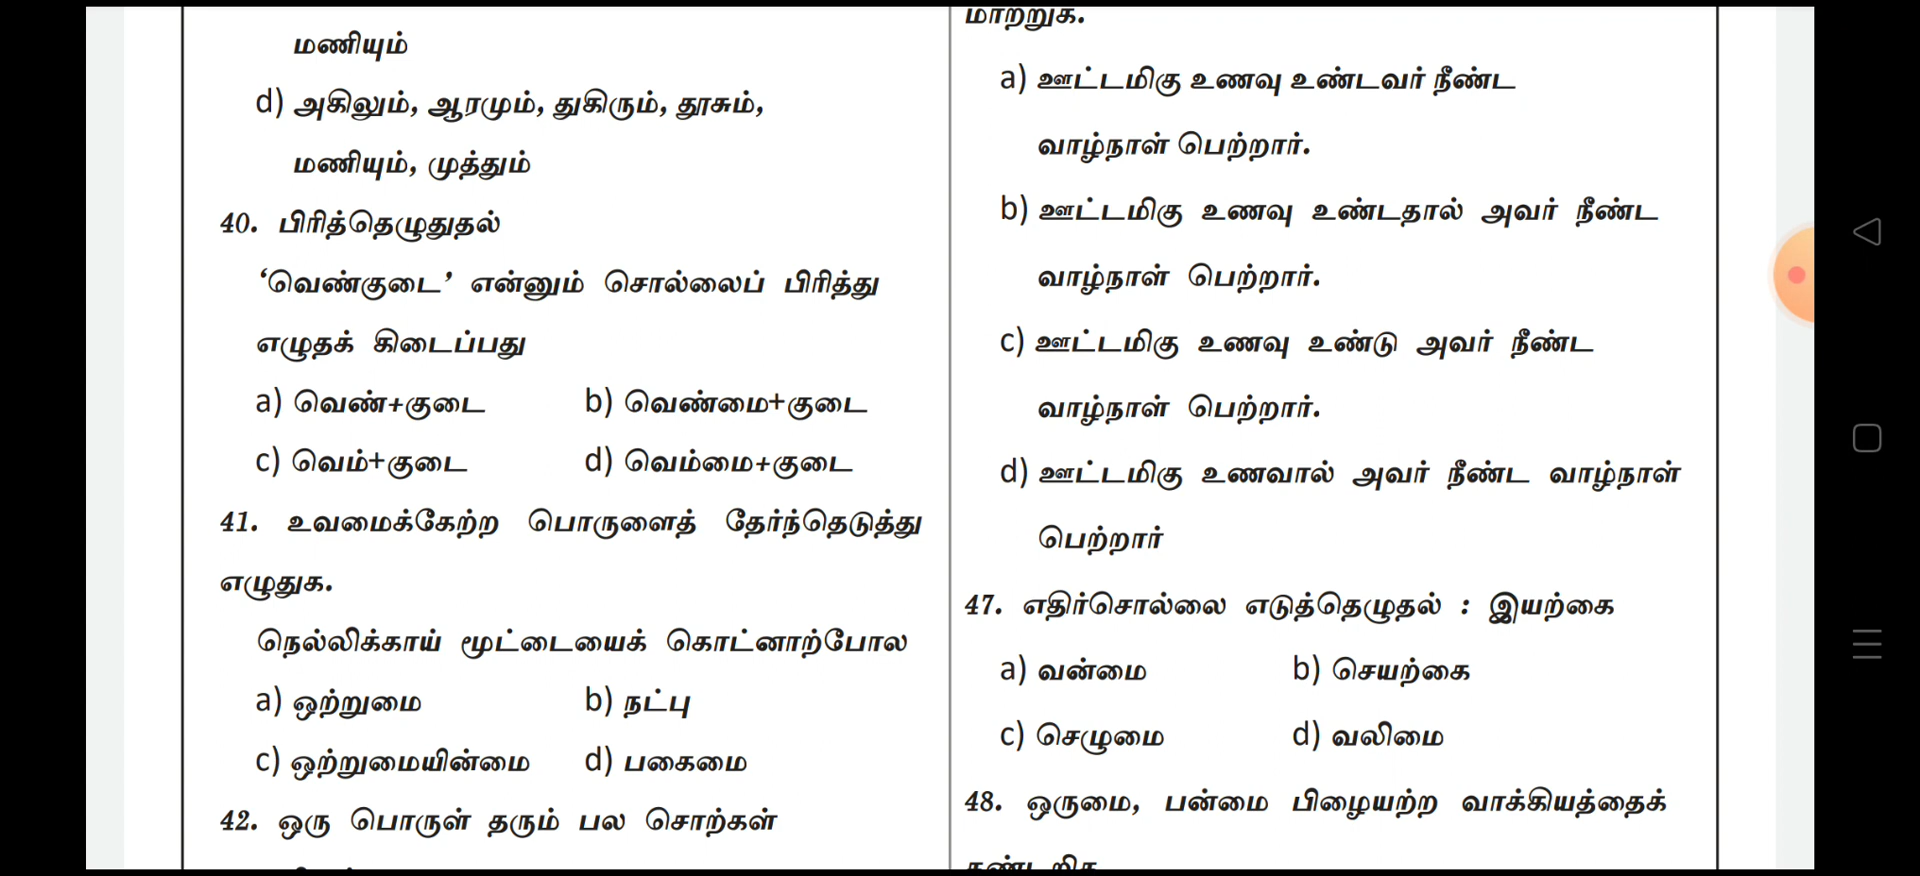 மணியும்
d) அகிலும், ஆரமும், துகிரும், தூசும்,
மணியும், முத்தும்
40. பிரித்தெழுதுதல்
‘வெண்குடை’ என்னும் சொல்லைப் பிரித்து
எழுதக் கிடைப்பது
a) வெண்+குடை b) வெண்மை+குடை
c) வெம்+குடை d) வெம்மை+குடை
41. உவமைக்கேற்ற பொருளைத் தேர்ந்தெடுத்து
எழுதுக.
நெல்லிக்காய் மூட்டையைக் கொட்னாற்போல
a) ஒற்றுமை b) நட்பு
c) ஒற்றுமையின்மை d) பகைமை
42. ஒரு பொருள் தரும் பல சொற்கள்
மாற்றுக.
a) ஊட்டமிகு உணவு உண்டவர் நீண்ட
வாழ்நாள் பெற்றார்.
b) ஊட்டமிகு உணவு உண்டதால் அவர் நீண்ட
வாழ்நாள் பெற்றார்.
c) ஊட்டமிகு உணவு உண்டு அவர் நீண்ட
வாழ்நாள் பெற்றார்.
d) ஊட்டமிகு உணவால் அவர் நீண்ட வாழ்நாள்
பெற்றார்
47. எதிர்சொல்லை எடுத்தெழுதல் : இயற்கை
a) வன்மை b) செயற்கை
c) செழுமை d) வலிமை
48. ஒருமை, பன்மை பிழையற்ற வாக்கியத்தைக்